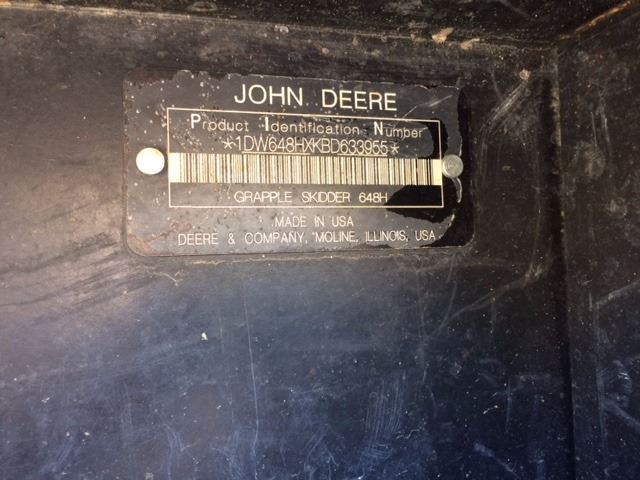 JOHN DEERE
Product Identification Number
*1DW648HXKBD633955*
GRAPPLE SKIDDER 648H
MADE IN USA
DEERE & COMPANY, MOLINE, ILLINOIS, USA